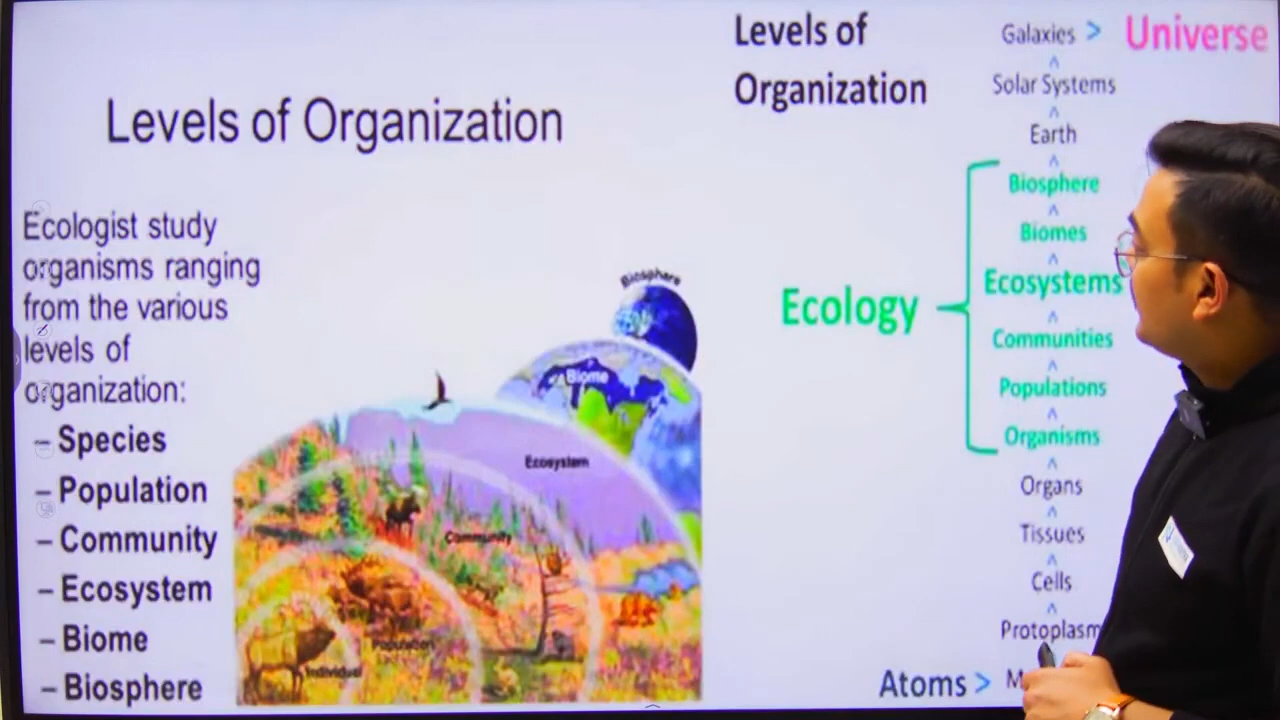 Levels of Organization
Ecologist study
organisms ranging
from the various
levels of
organization:
– Species
– Population
– Community
– Ecosystem
– Biome
– Biosphere
Biosphere
Biome
Ecosystem
Community
Population
Individual
Levels of
Organization
Galaxies > Universe
^
Solar Systems
^
Earth
^
Biosphere
^
Biomes
^
Ecosystems
^
Communities
^
Populations
^
Organisms
^
Organs
^
Tissues
^
Cells
^
Protoplasm
Atoms > M
Ecology